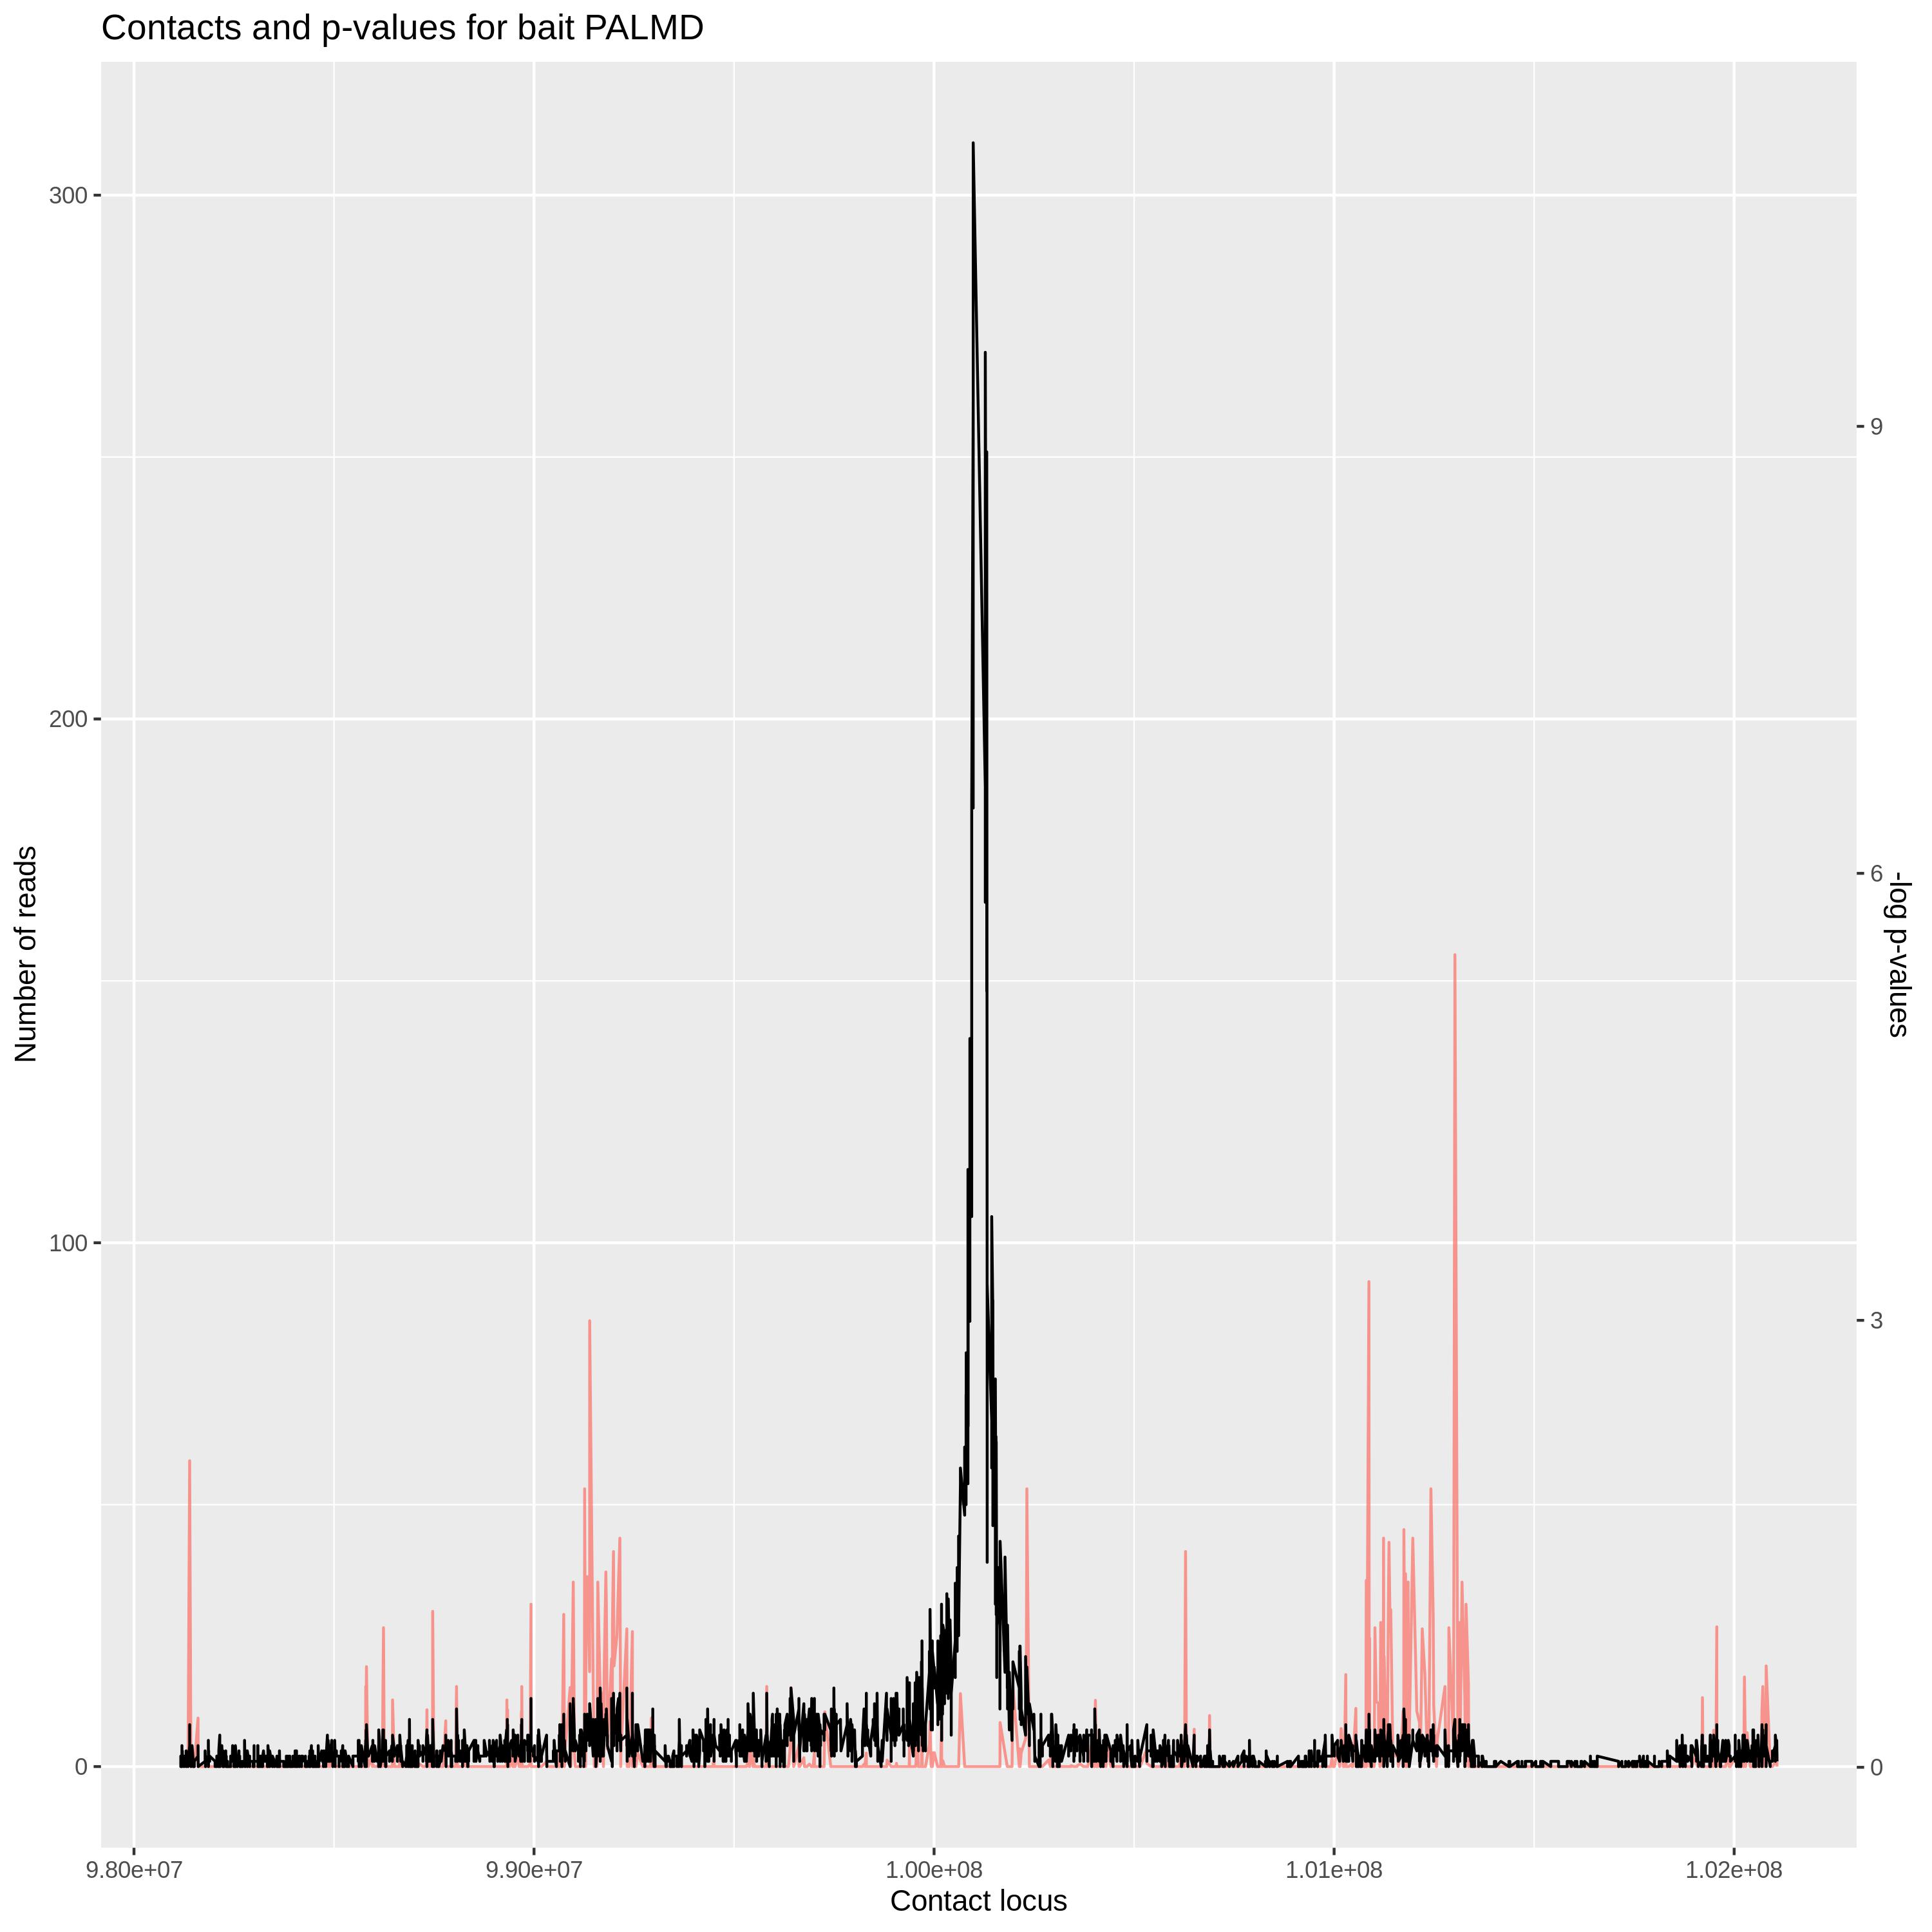 Contacts and p-values for bait PALMD
300
200
100
0
Number of reads
9
6
3
0
-log p-values
9.80e+07
9.90e+07
1.00e+08
1.01e+08
1.02e+08
Contact locus